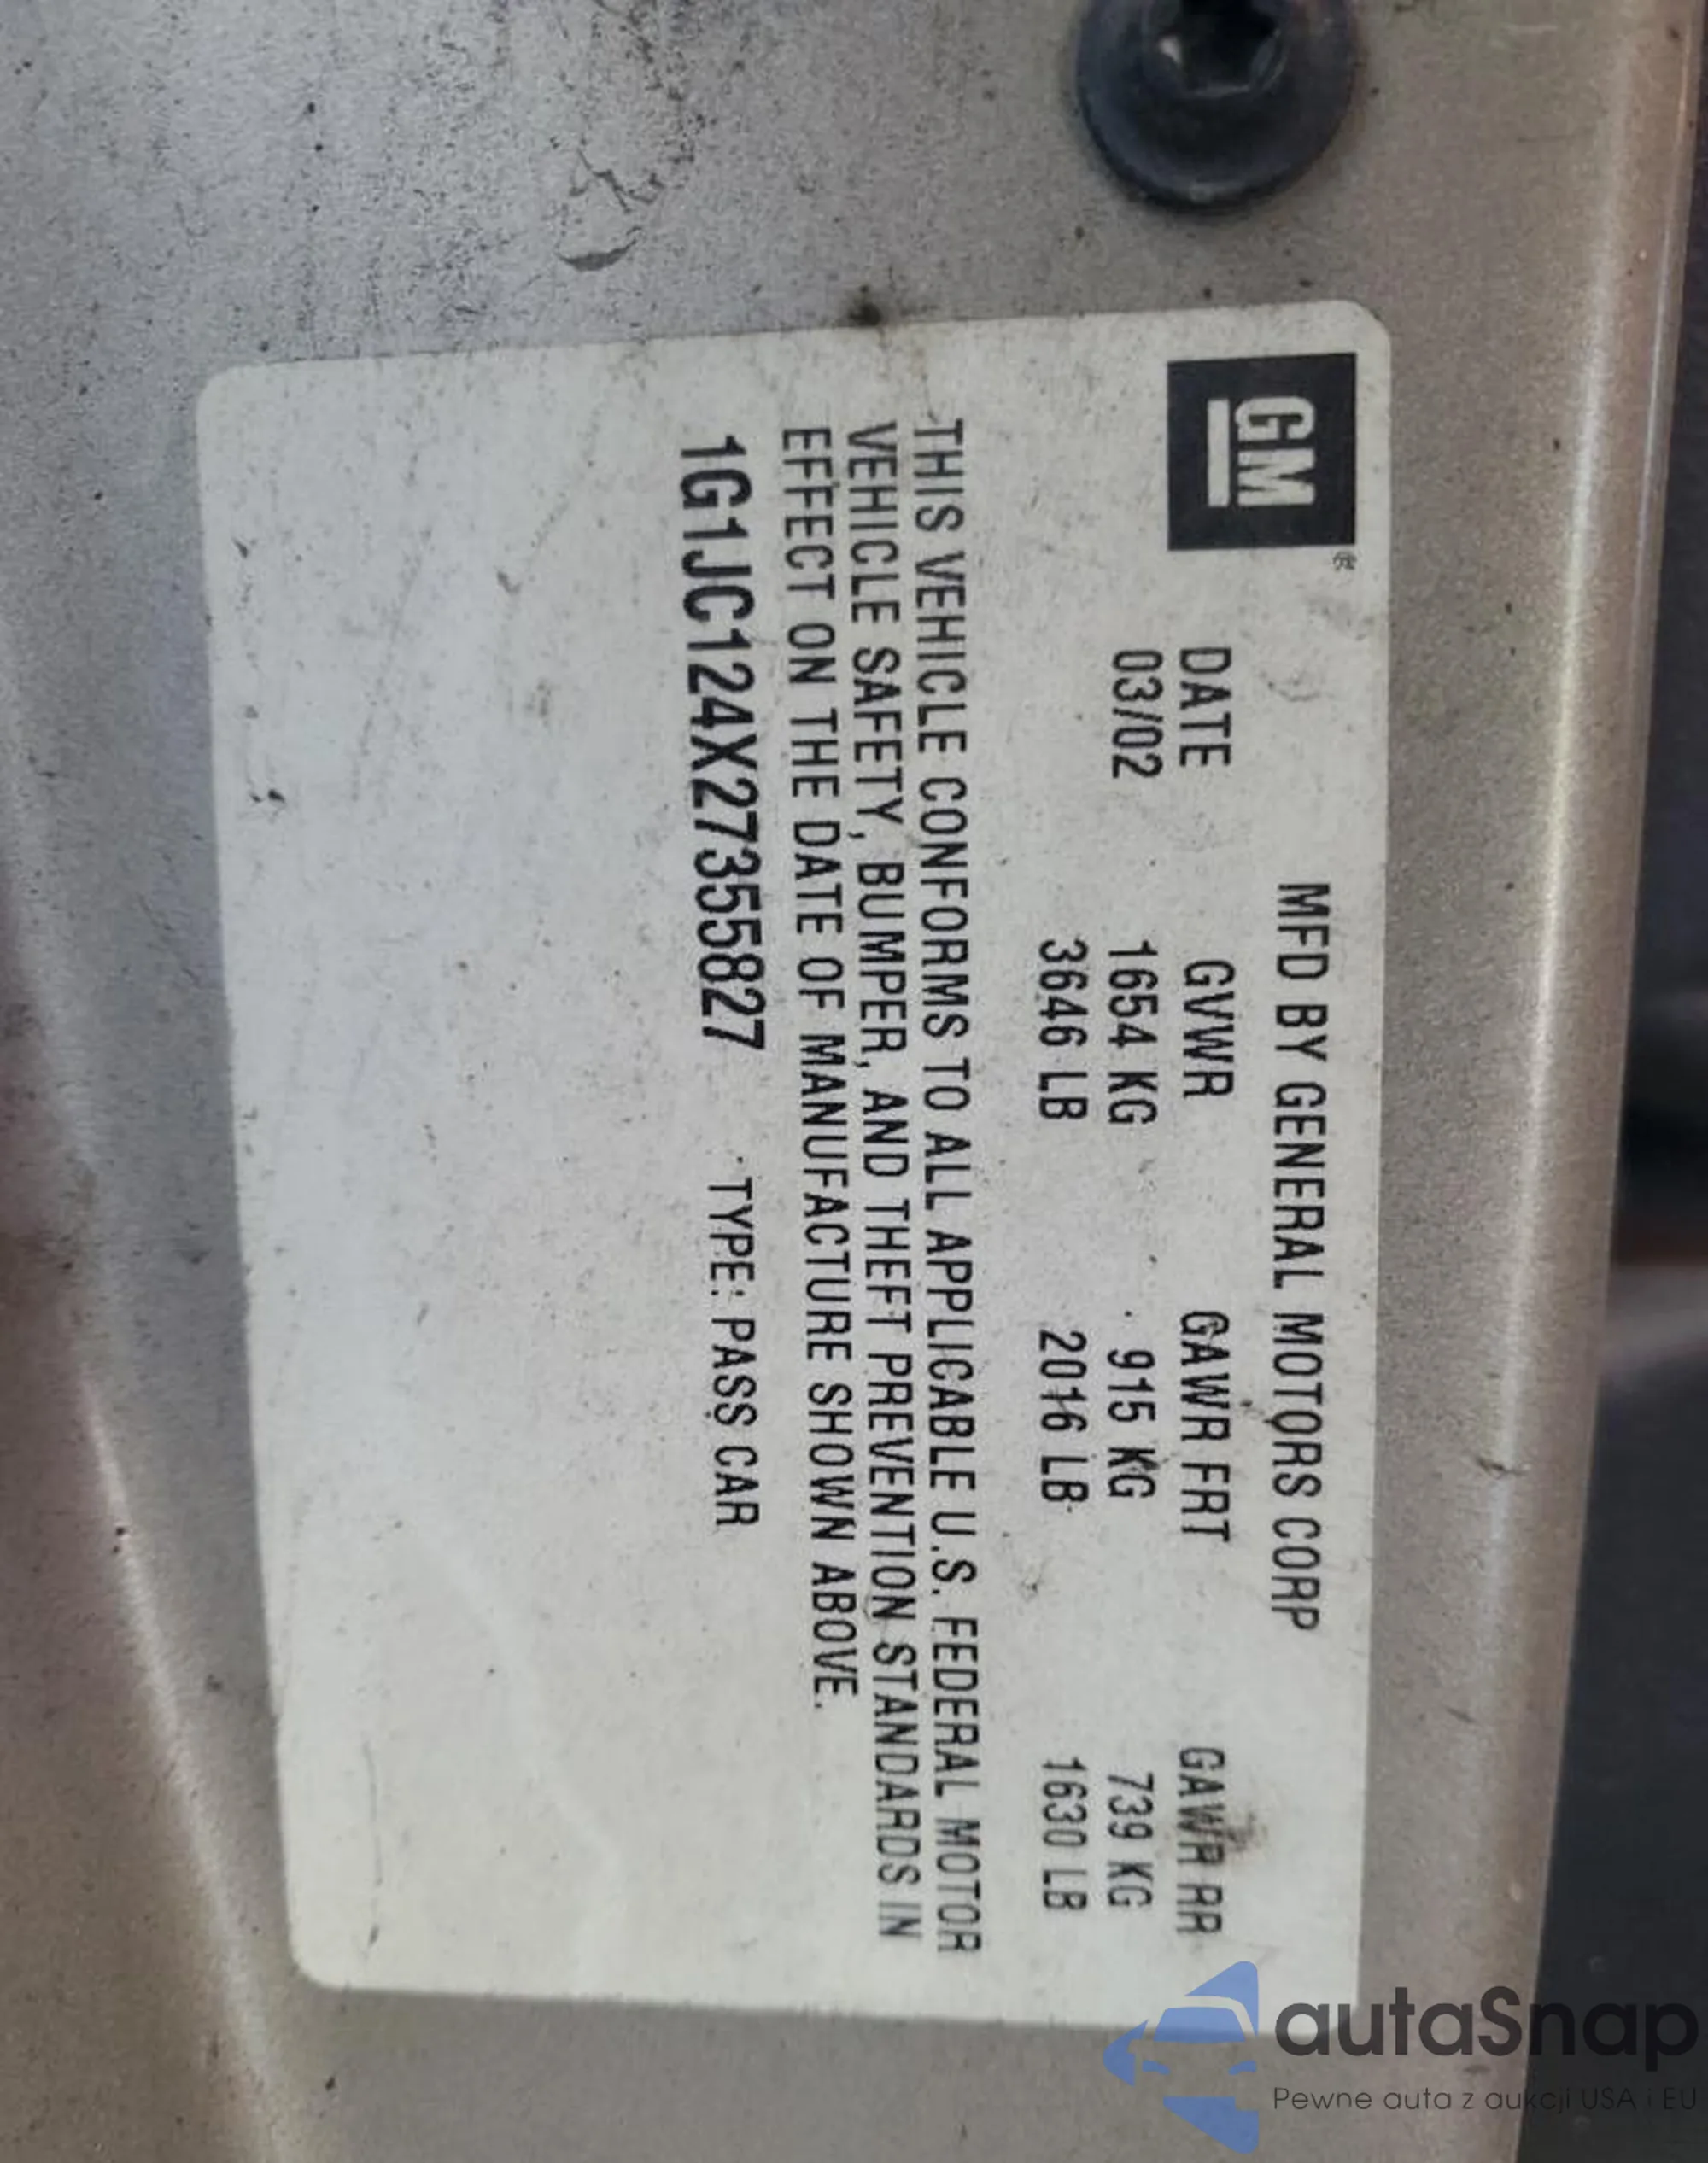 GM®
MFD BY GENERAL MOTORS CORP
DATE GVWR GAWR FRT GAWR RR
03/02 1654 KG 915 KG 739 KG
3646 LB 2016 LB 1630 LB
THIS VEHICLE CONFORMS TO ALL APPLICABLE U.S. FEDERAL MOTOR
VEHICLE SAFETY, BUMPER, AND THEFT PREVENTION STANDARDS IN
EFFECT ON THE DATE OF MANUFACTURE SHOWN ABOVE.
1G1JC124X27355827 TYPE: PASS CAR
autaSnap
Pewne auta z aukcji USA i EU